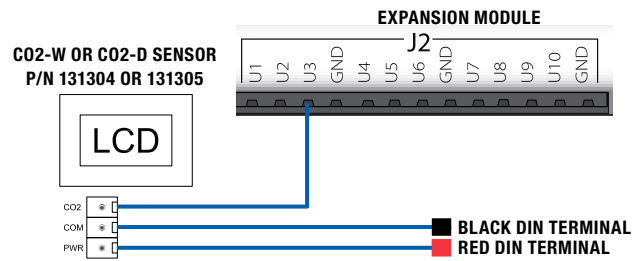 EXPANSION MODULE
J2
CO2-W OR CO2-D SENSOR
P/N 131304 OR 131305
U1 U2 U3 GND U4 U5 U6 GND U7 U8 U9 U10 GND
LCD
CO2
COM
BLACK DIN TERMINAL
PWR
RED DIN TERMINAL